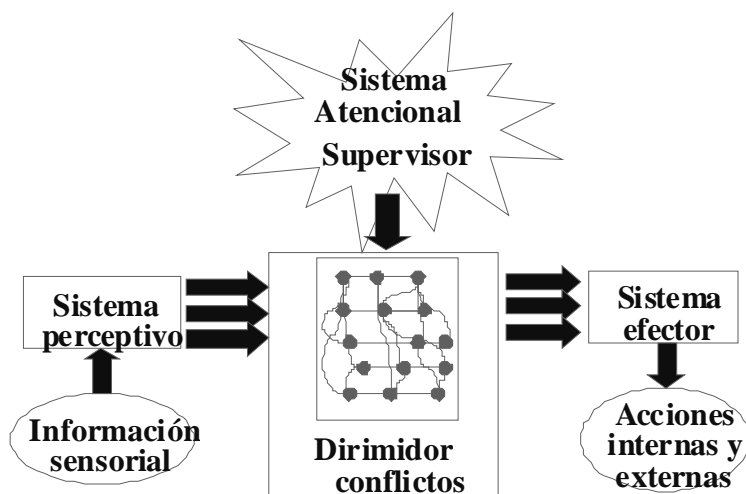 Sistema
Atencional
Supervisor
Sistema
perceptivo
Sistema
efector
Información
sensorial
Dirimidor
conflictos
Acciones
internas y
externas